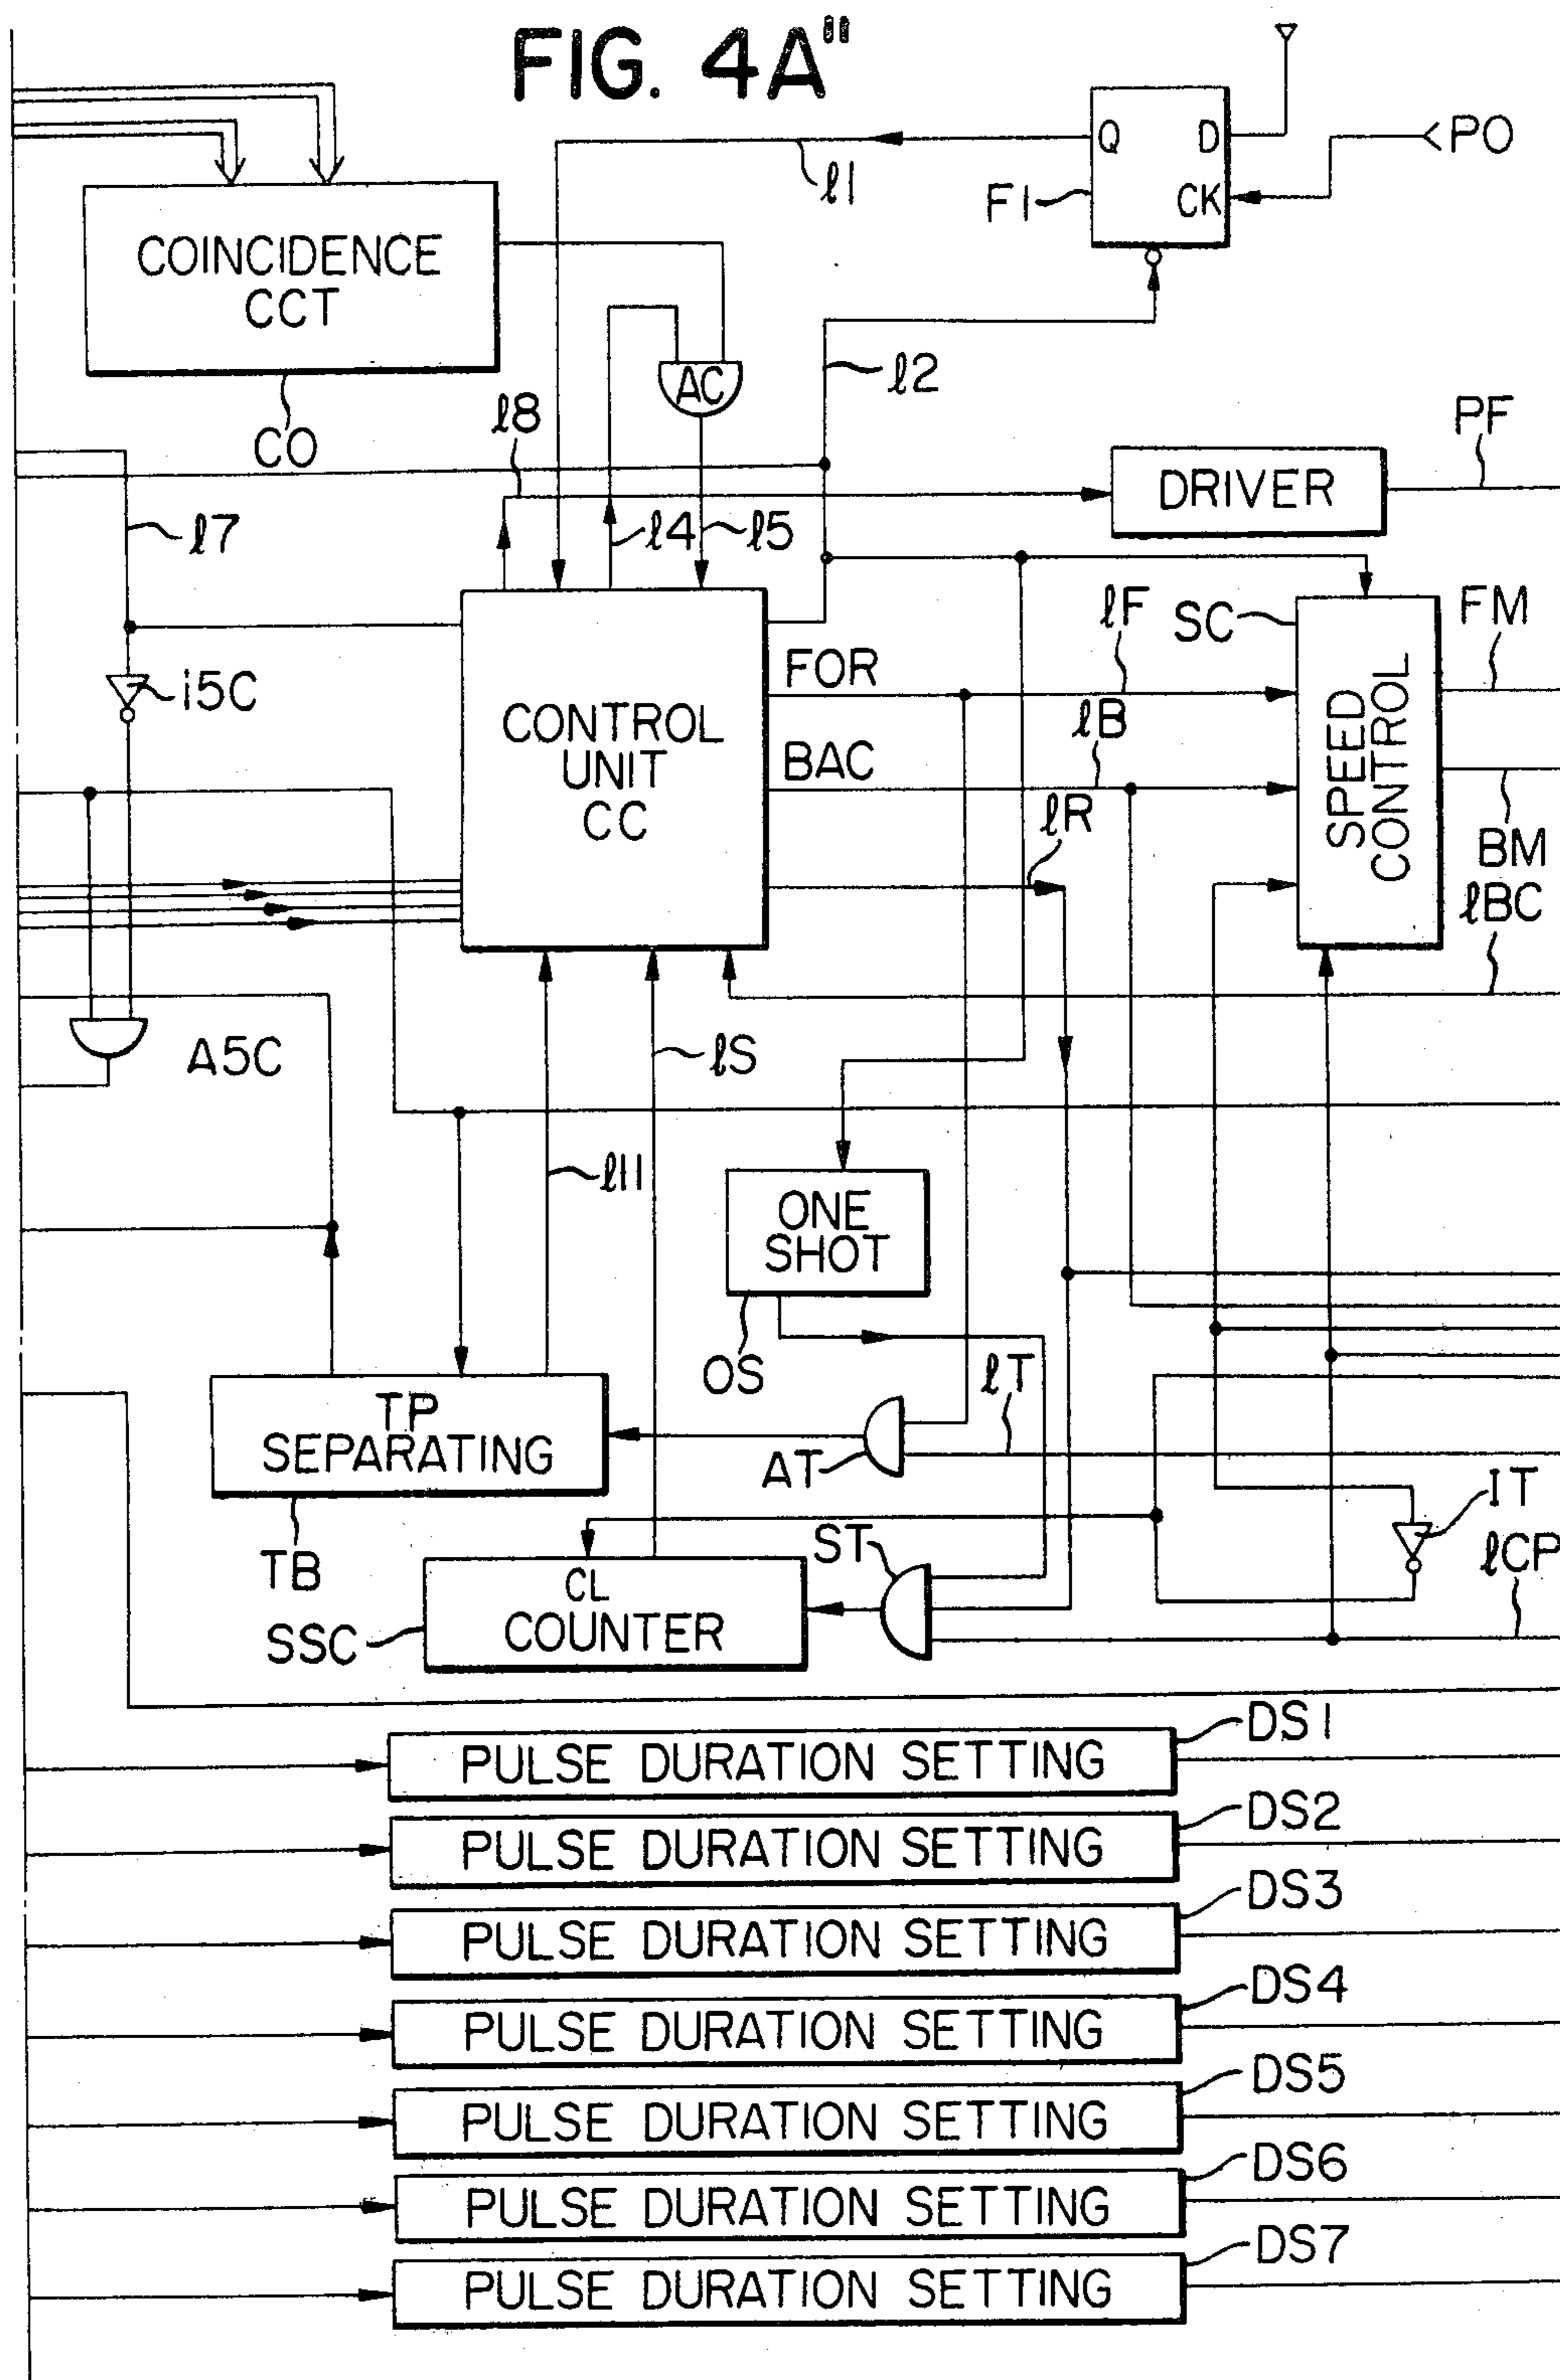 FIG. 4A"
Q
D
CK
PO
F1
ℓ1
COINCIDENCE
CCT
CO
AC
ℓ2
ℓ8
DRIVER
PF
ℓ7
ℓ4
ℓ5
i5C
CONTROL
UNIT
CC
FOR
BAC
ℓF
ℓB
ℓR
SC
SPEED
CONTROL
FM
BM
ℓBC
A5C
ℓS
ℓ11
ONE
SHOT
OS
TP
SEPARATING
TB
AT
ℓT
IT
ST
CL
COUNTER
SSC
ℓCP
PULSE DURATION SETTING
DS1
PULSE DURATION SETTING
DS2
PULSE DURATION SETTING
DS3
PULSE DURATION SETTING
DS4
PULSE DURATION SETTING
DS5
PULSE DURATION SETTING
DS6
PULSE DURATION SETTING
DS7